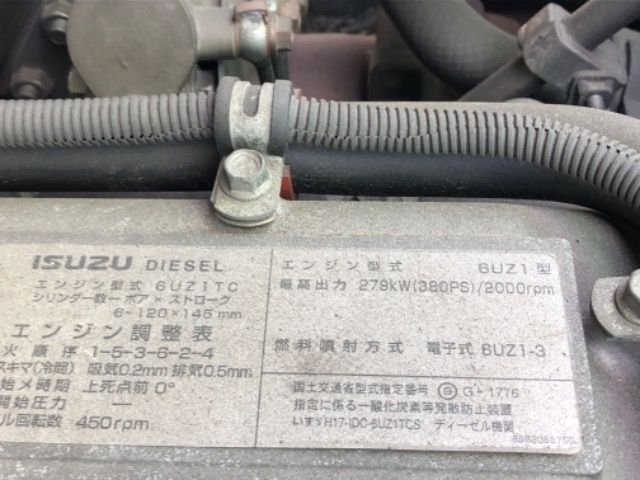 ISUZU DIESEL
エンジン型式 6UZ1TC
シリンダ数ーボア×ストローク
6-120×145mm
エンジン調整表
火順序 1-5-3-6-2-4
スキマ(冷間) 吸気0.2mm 排気0.5mm
始メ時期 上死点前0°
開始圧力 ー
ル回転数 450rpm
エンジン型式 6UZ1型
最高出力 279kW(380PS)/2000rpm
燃料噴射方式 電子式 6UZ1-3
国土交通省型式指定番号 G-1776
指定に係る一酸化炭素等発散防止装置
いすゞH17-IDC-6UZ1TCS ディーゼル機関